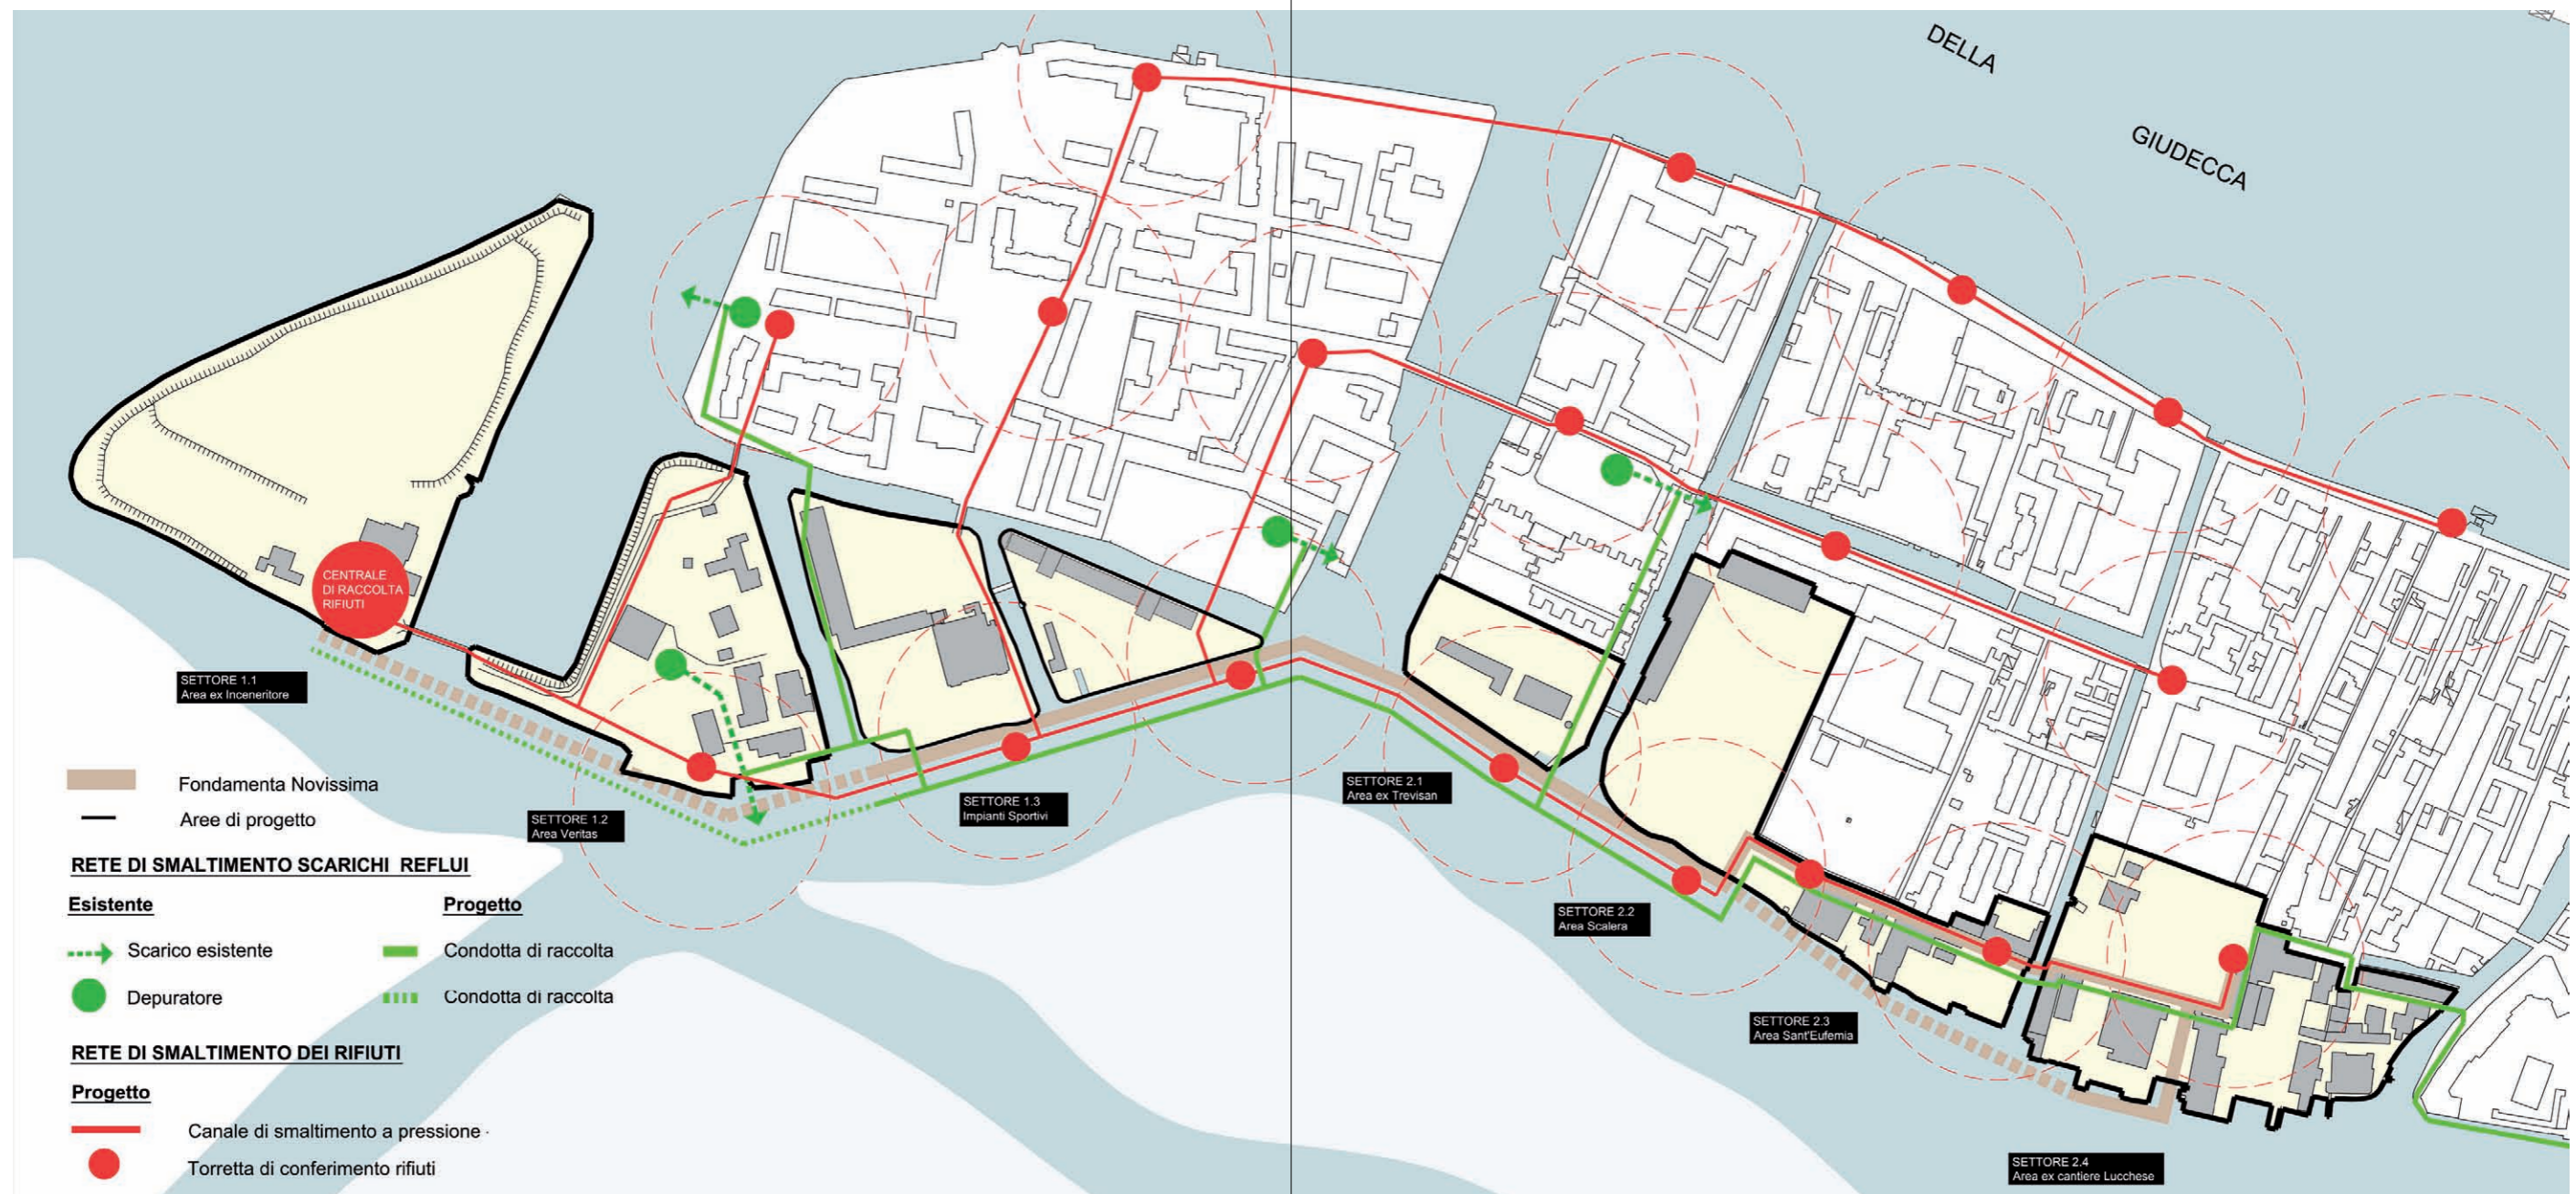 DELLA
GIUDECCA
CENTRALE
DI RACCOLTA
RIFIUTI
SETTORE 1.1
Area ex Inceneritore
SETTORE 1.2
Area Veritas
SETTORE 1.3
Impianti Sportivi
SETTORE 2.1
Area ex Trevisan
SETTORE 2.2
Area Scalera
SETTORE 2.3
Area Sant'Eufemia
SETTORE 2.4
Area ex cantiere Lucchese
Fondamenta Novissima
Aree di progetto
RETE DI SMALTIMENTO SCARICHI REFLUI
Esistente
Progetto
Scarico esistente
Condotta di raccolta
Depuratore
Condotta di raccolta
RETE DI SMALTIMENTO DEI RIFIUTI
Progetto
Canale di smaltimento a pressione
Torretta di conferimento rifiuti